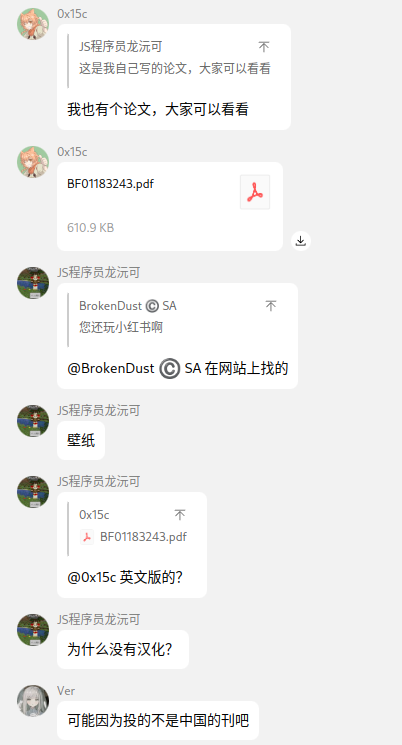 0x15c
JS程序员龙沅可
这是我自己写的论文，大家可以看看
我也有个论文，大家可以看看
0x15c
BF01183243.pdf
610.9 KB
JS程序员龙沅可
BrokenDust ©️ SA
您还玩小红书啊
@BrokenDust ©️ SA 在网站上找的
JS程序员龙沅可
壁纸
JS程序员龙沅可
0x15c
BF01183243.pdf
@0x15c 英文版的？
JS程序员龙沅可
为什么没有汉化？
Ver
可能因为投的不是中国的刊吧